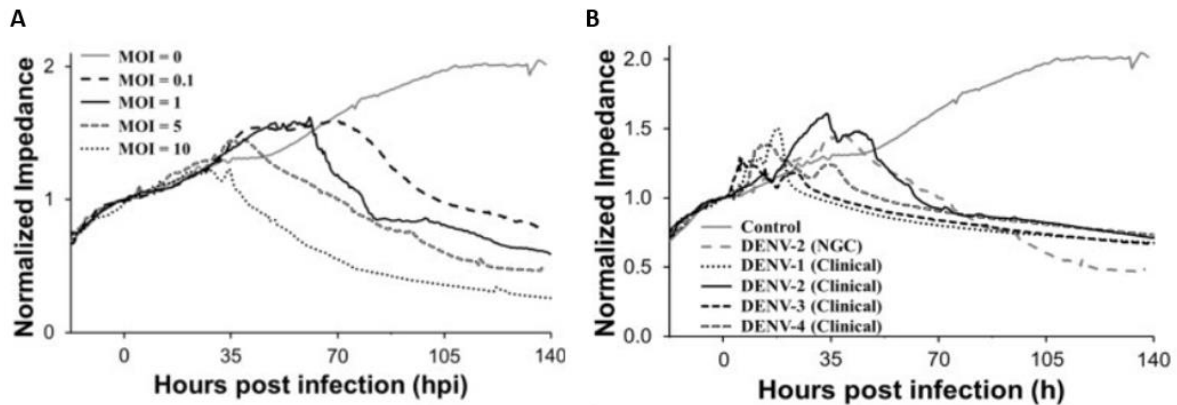 A
Normalized Impedance
2
1
0
MOI = 0
MOI = 0.1
MOI = 1
MOI = 5
MOI = 10
0 35 70 105 140
Hours post infection (hpi)
B
Normalized Impedance
2.0
1.5
1.0
0.5
0.0
Control
DENV-2 (NGC)
DENV-1 (Clinical)
DENV-2 (Clinical)
DENV-3 (Clinical)
DENV-4 (Clinical)
0 35 70 105 140
Hours post infection (h)